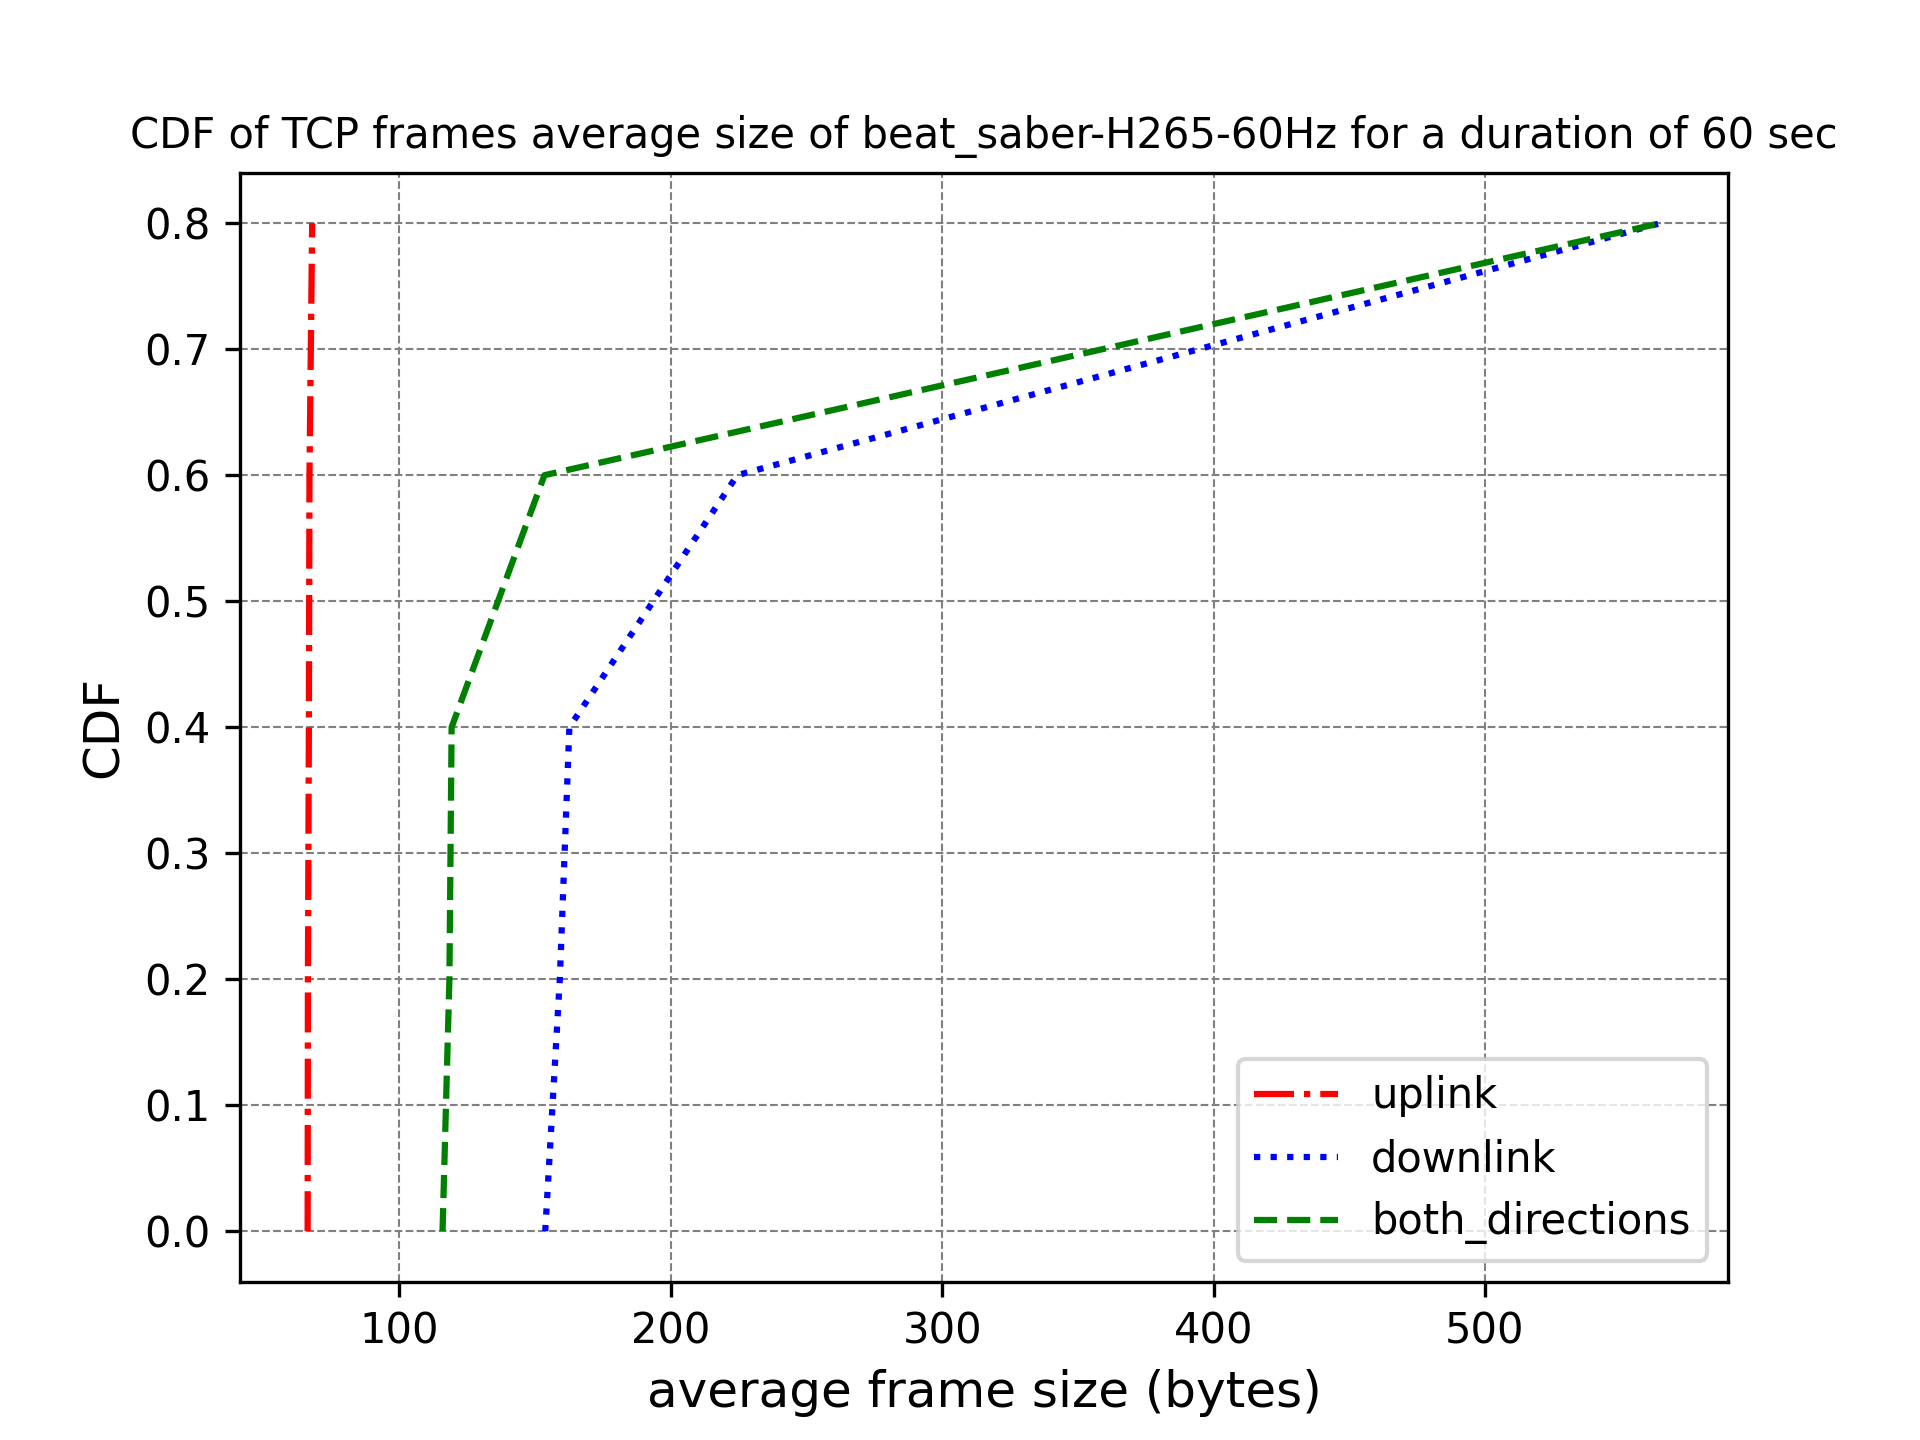 CDF of TCP frames average size of beat_saber-H265-60Hz for a duration of 60 sec
CDF
0.8
0.7
0.6
0.5
0.4
0.3
0.2
0.1
0.0
uplink
downlink
both_directions
100 200 300 400 500
average frame size (bytes)